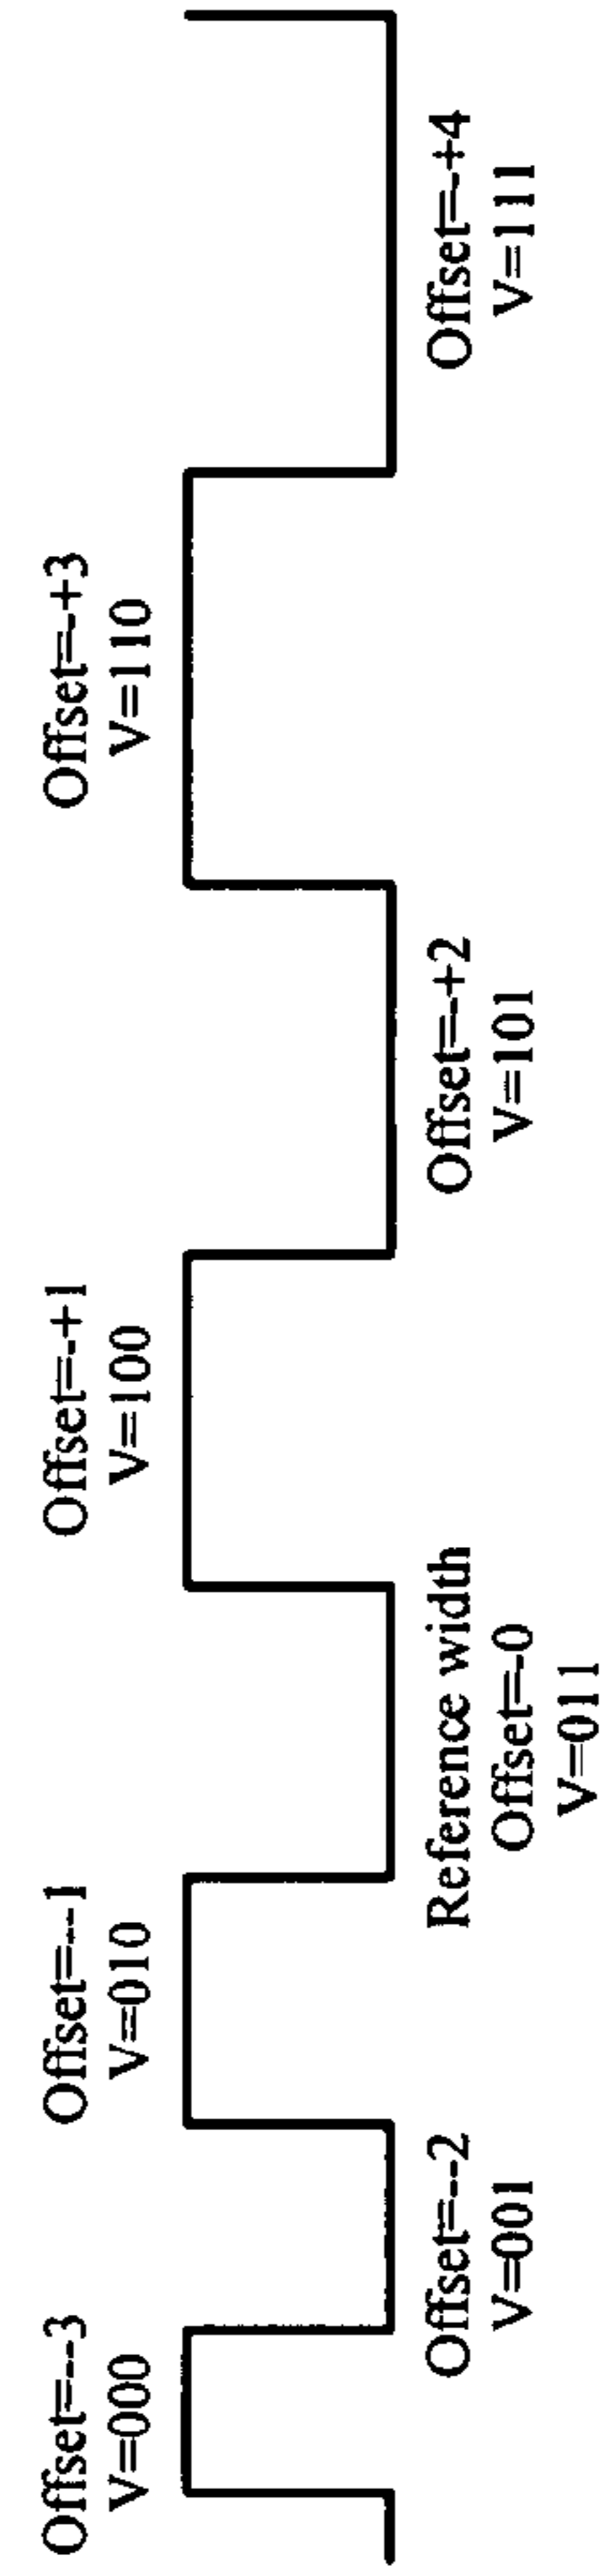 Offset=--3
V=000
Offset=--2
V=001
Offset=--1
V=010
Reference width
Offset=-0
V=011
Offset=-+1
V=100
Offset=-+2
V=101
Offset=-+3
V=110
Offset=-+4
V=111